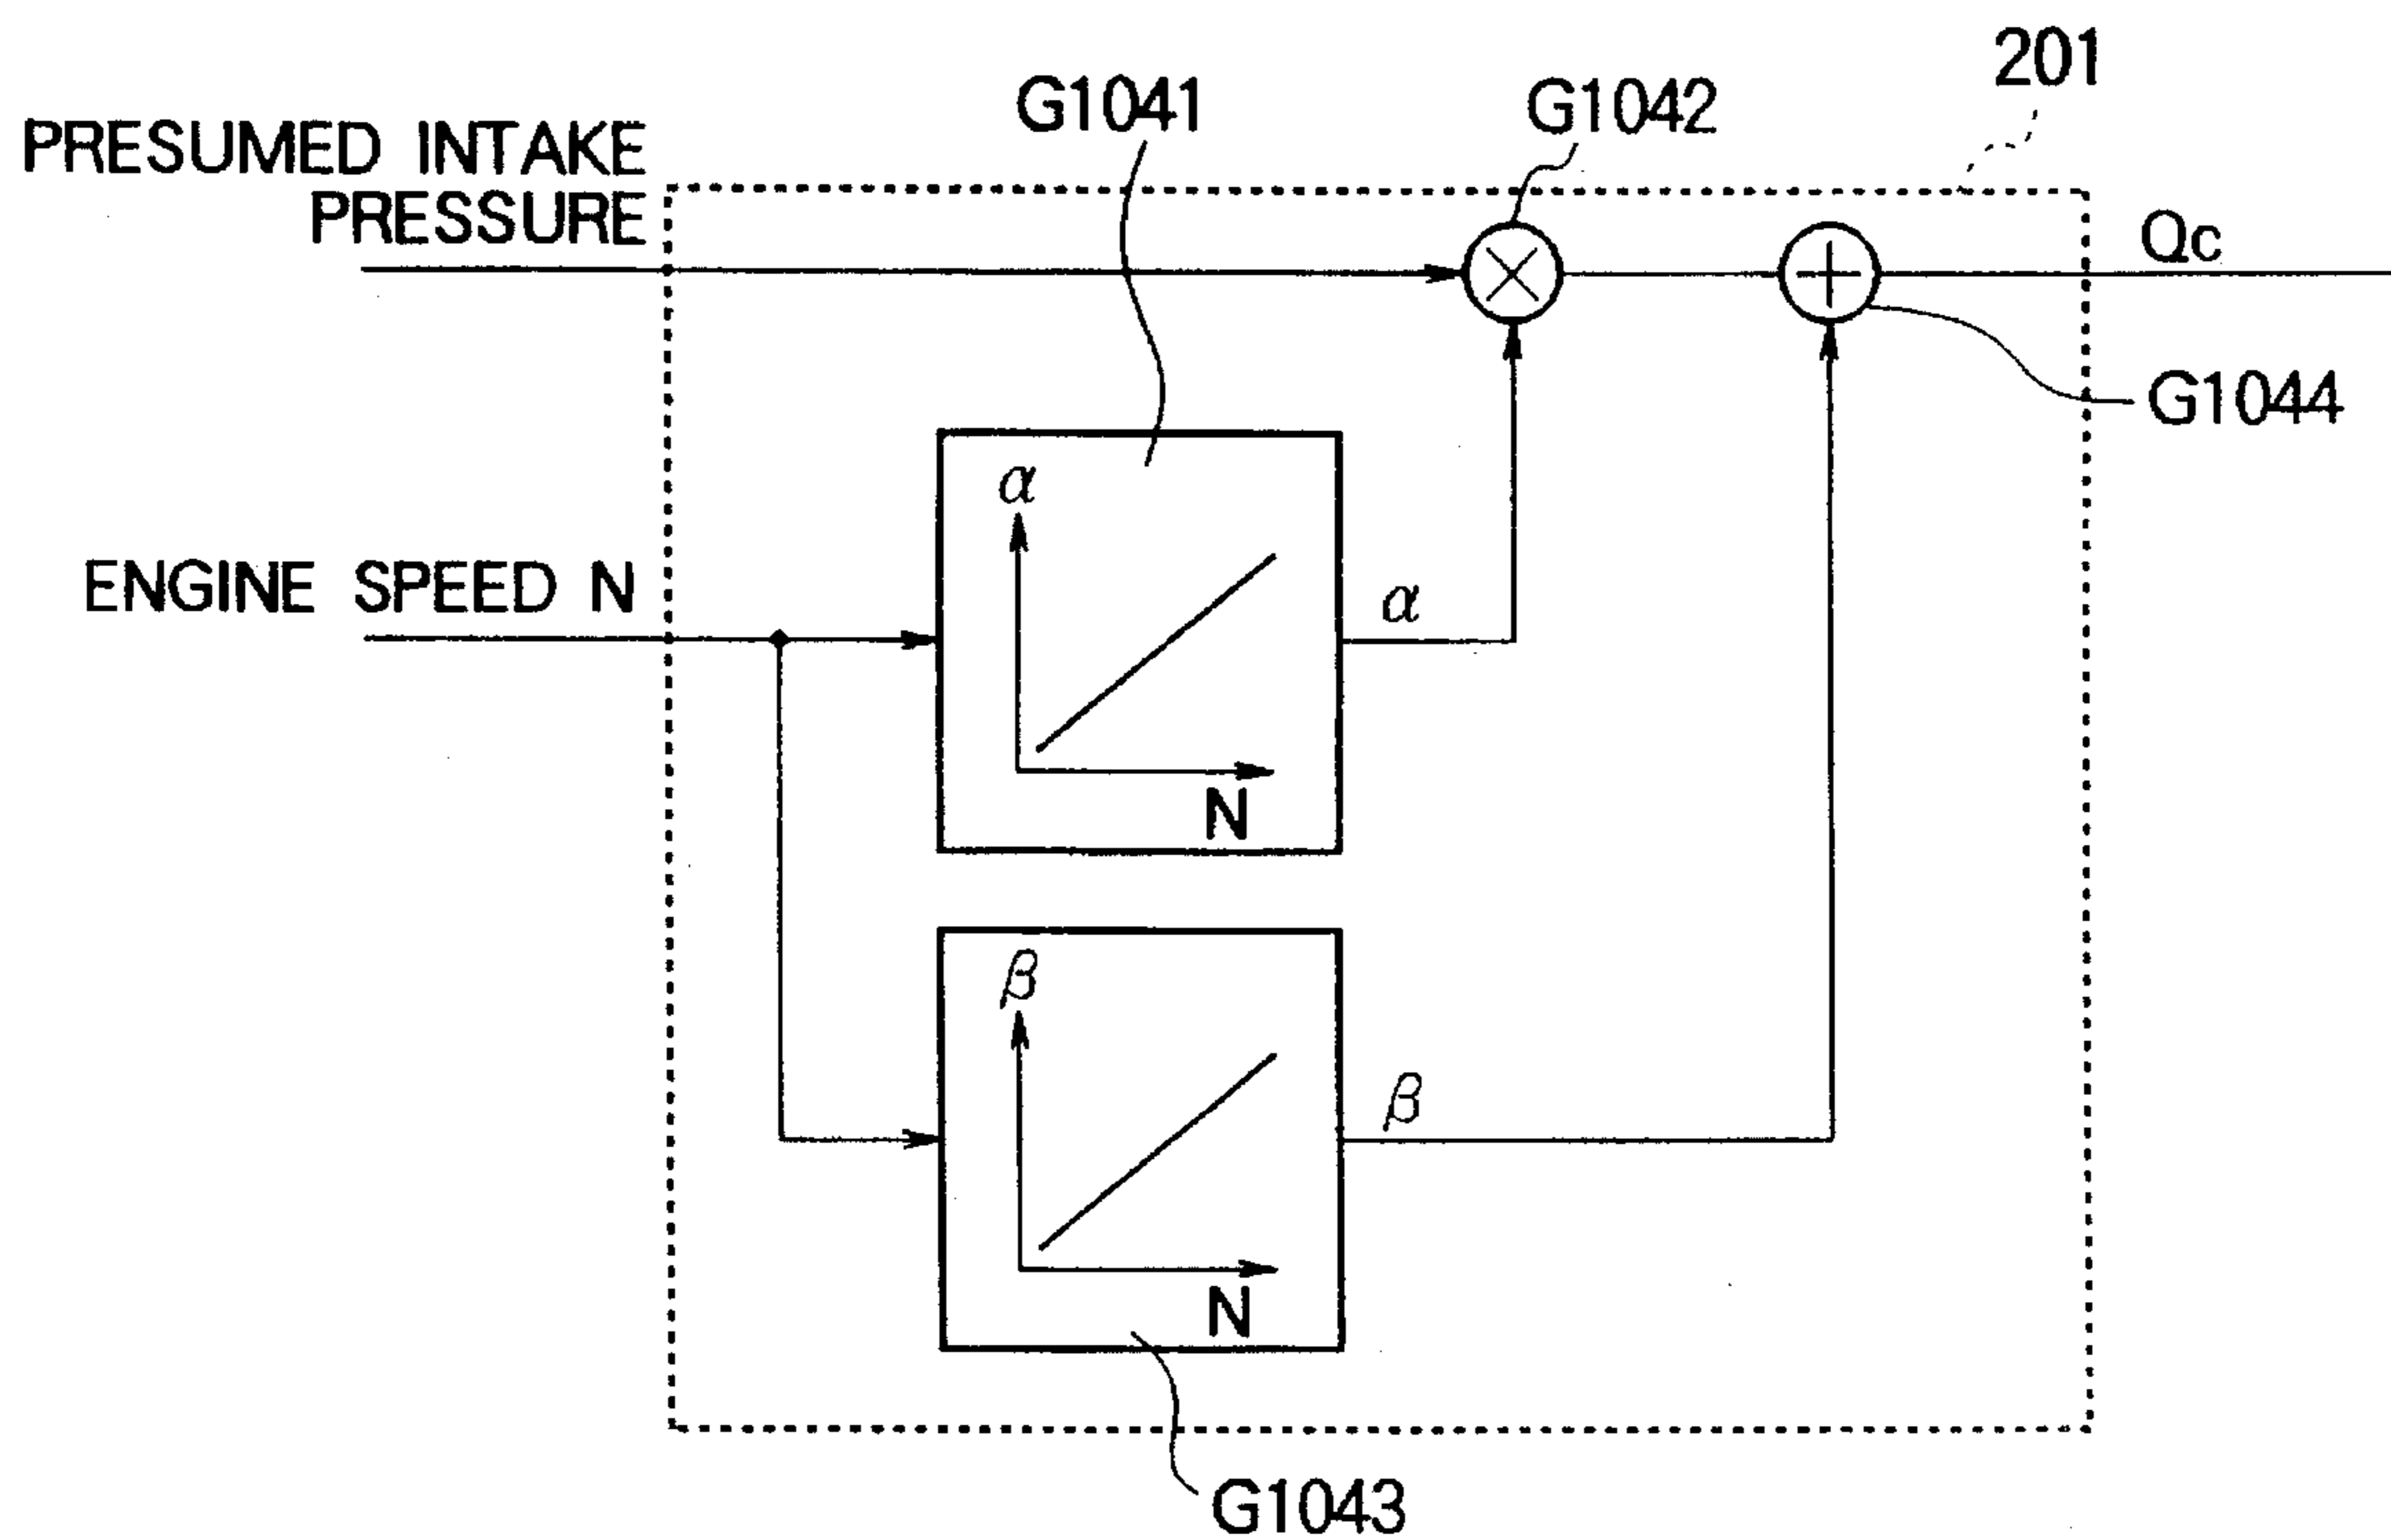 201
G1041
G1042
PRESUMED INTAKE
PRESSURE
Qc
G1044
α
ENGINE SPEED N
α
N
β
β
N
G1043